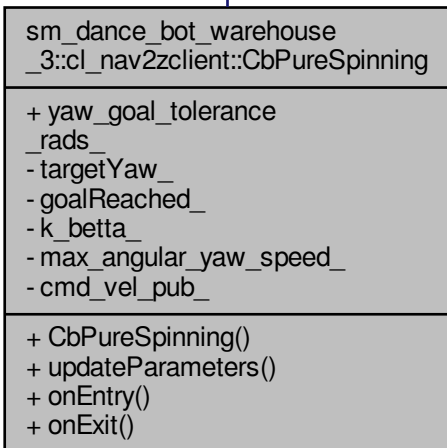 sm_dance_bot_warehouse
_3::cl_nav2zclient::CbPureSpinning
+ yaw_goal_tolerance
_rads_
- targetYaw_
- goalReached_
- k_betta_
- max_angular_yaw_speed_
- cmd_vel_pub_
+ CbPureSpinning()
+ updateParameters()
+ onEntry()
+ onExit()